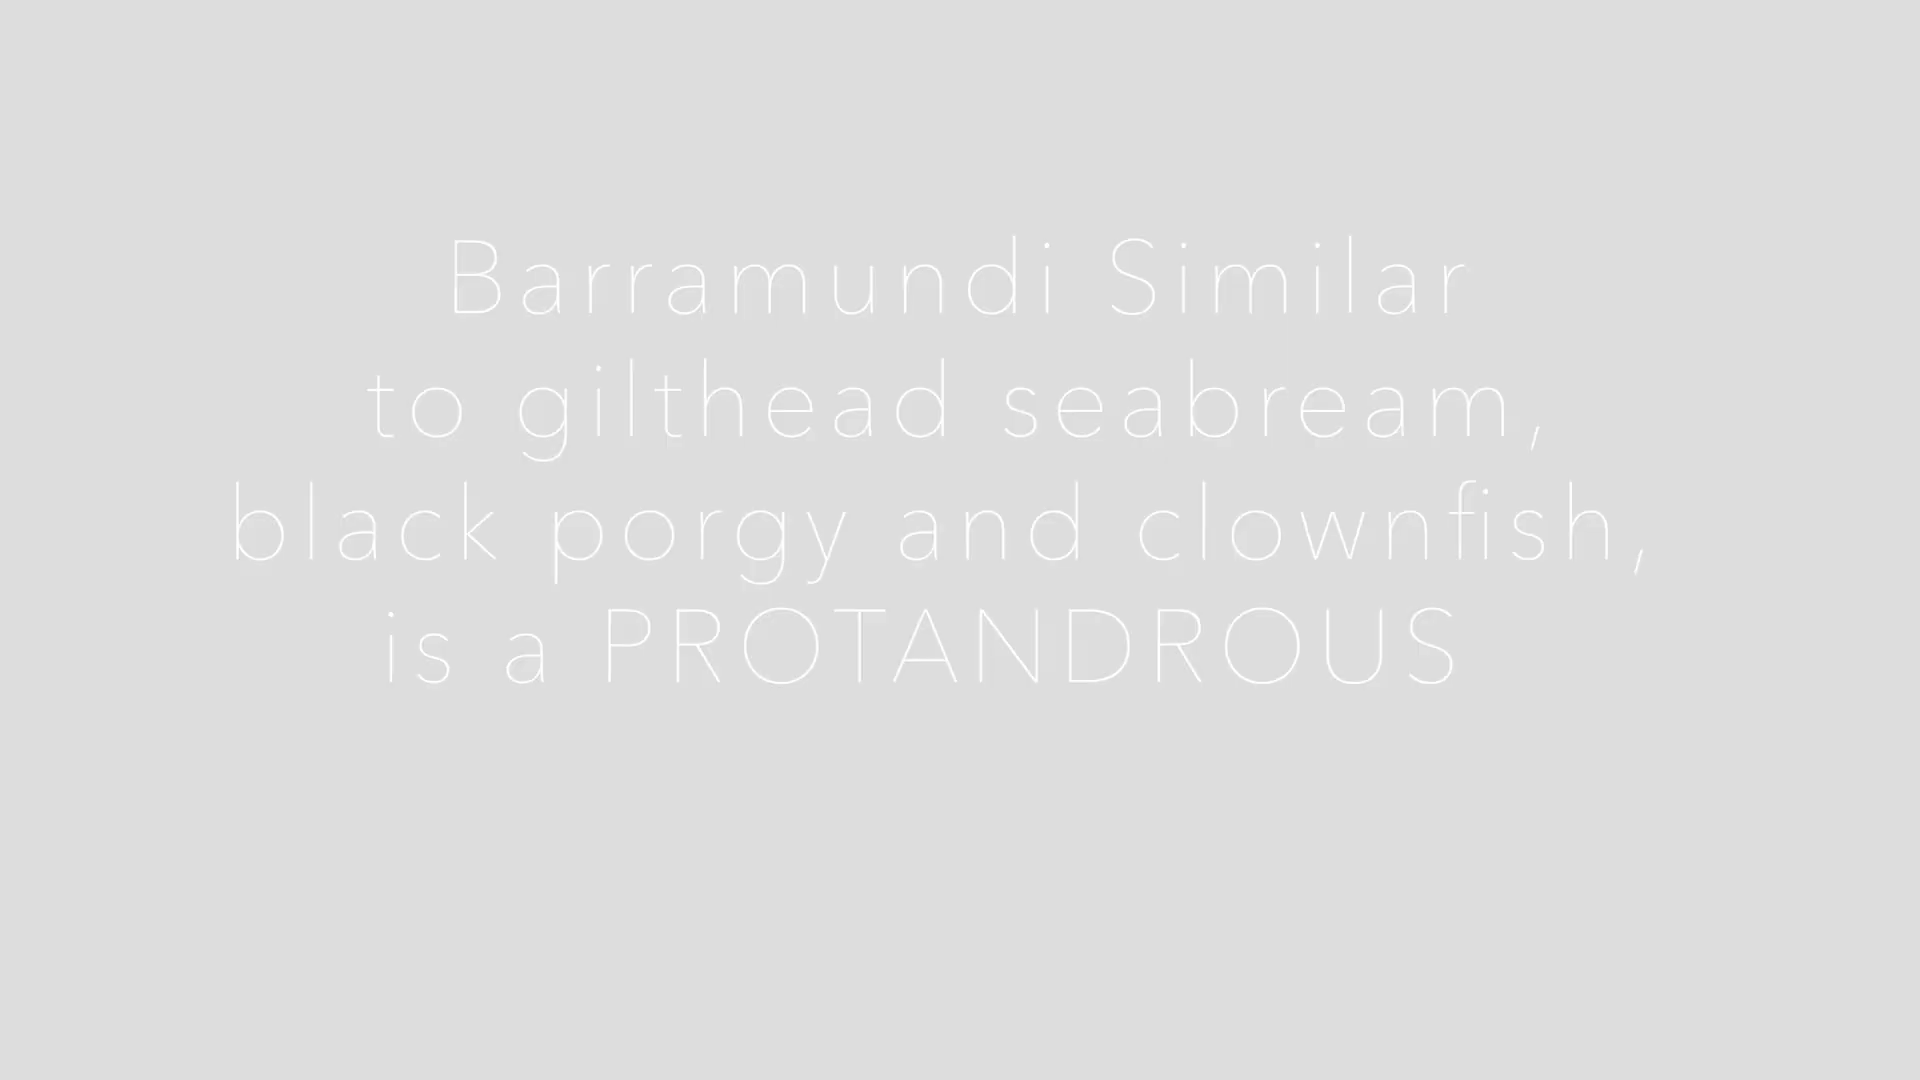 Barramundi Similar
to gilthead seabream,
black porgy and clownfish,
is a PROTANDROUS